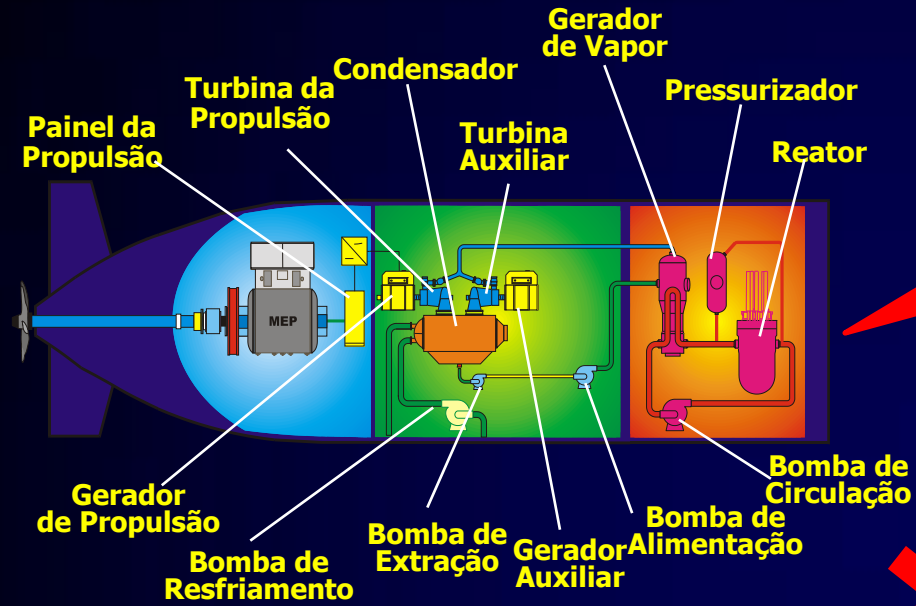 Gerador
de Vapor
Condensador
Turbina da
Propulsão
Pressurizador
Painel da
Propulsão
Turbina
Auxiliar
Reator
MEP
Gerador
de Propulsão
Bomba de
Resfriamento
Bomba de
Extração
Gerador
Auxiliar
Bomba de
Alimentação
Bomba de
Circulação